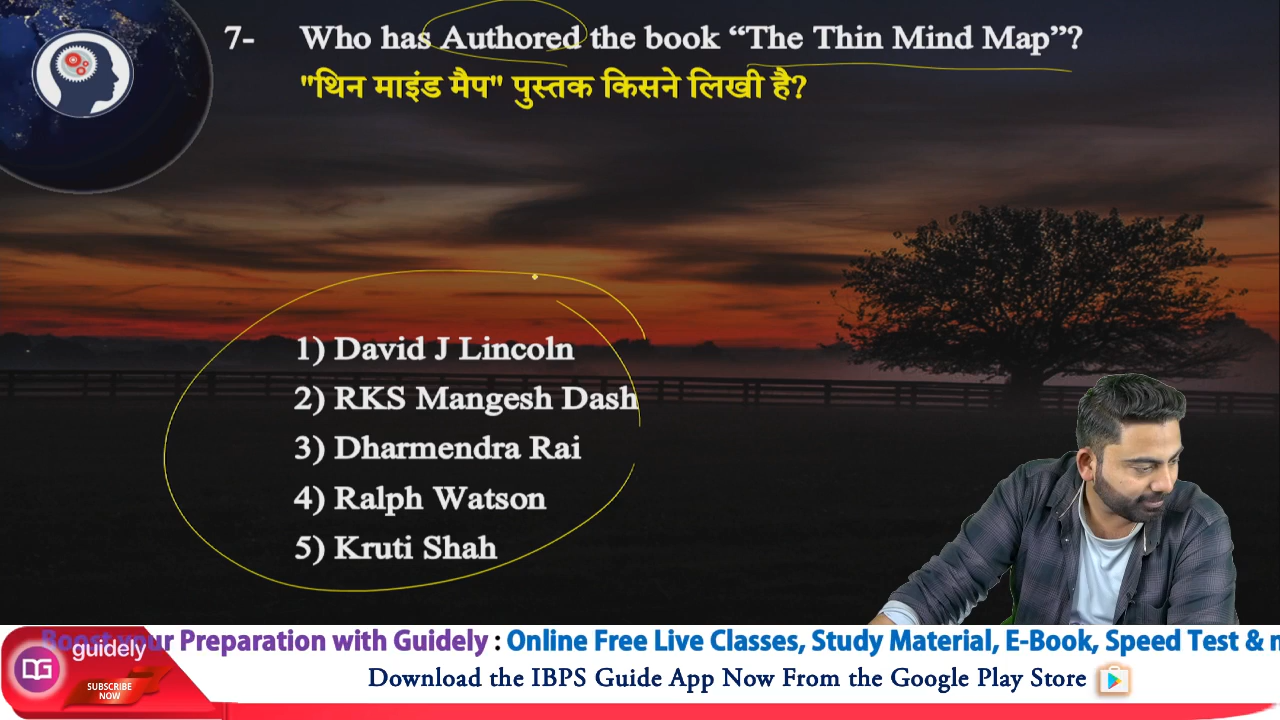 7- Who has Authored the book “The Thin Mind Map”?
"थिन माइंड मैप" पुस्तक किसने लिखी है?
1) David J Lincoln
2) RKS Mangesh Dash
3) Dharmendra Rai
4) Ralph Watson
5) Kruti Shah
Boost your Preparation with Guidely : Online Free Live Classes, Study Material, E-Book, Speed Test &
guidely
SUBSCRIBE
NOW
Download the IBPS Guide App Now From the Google Play Store